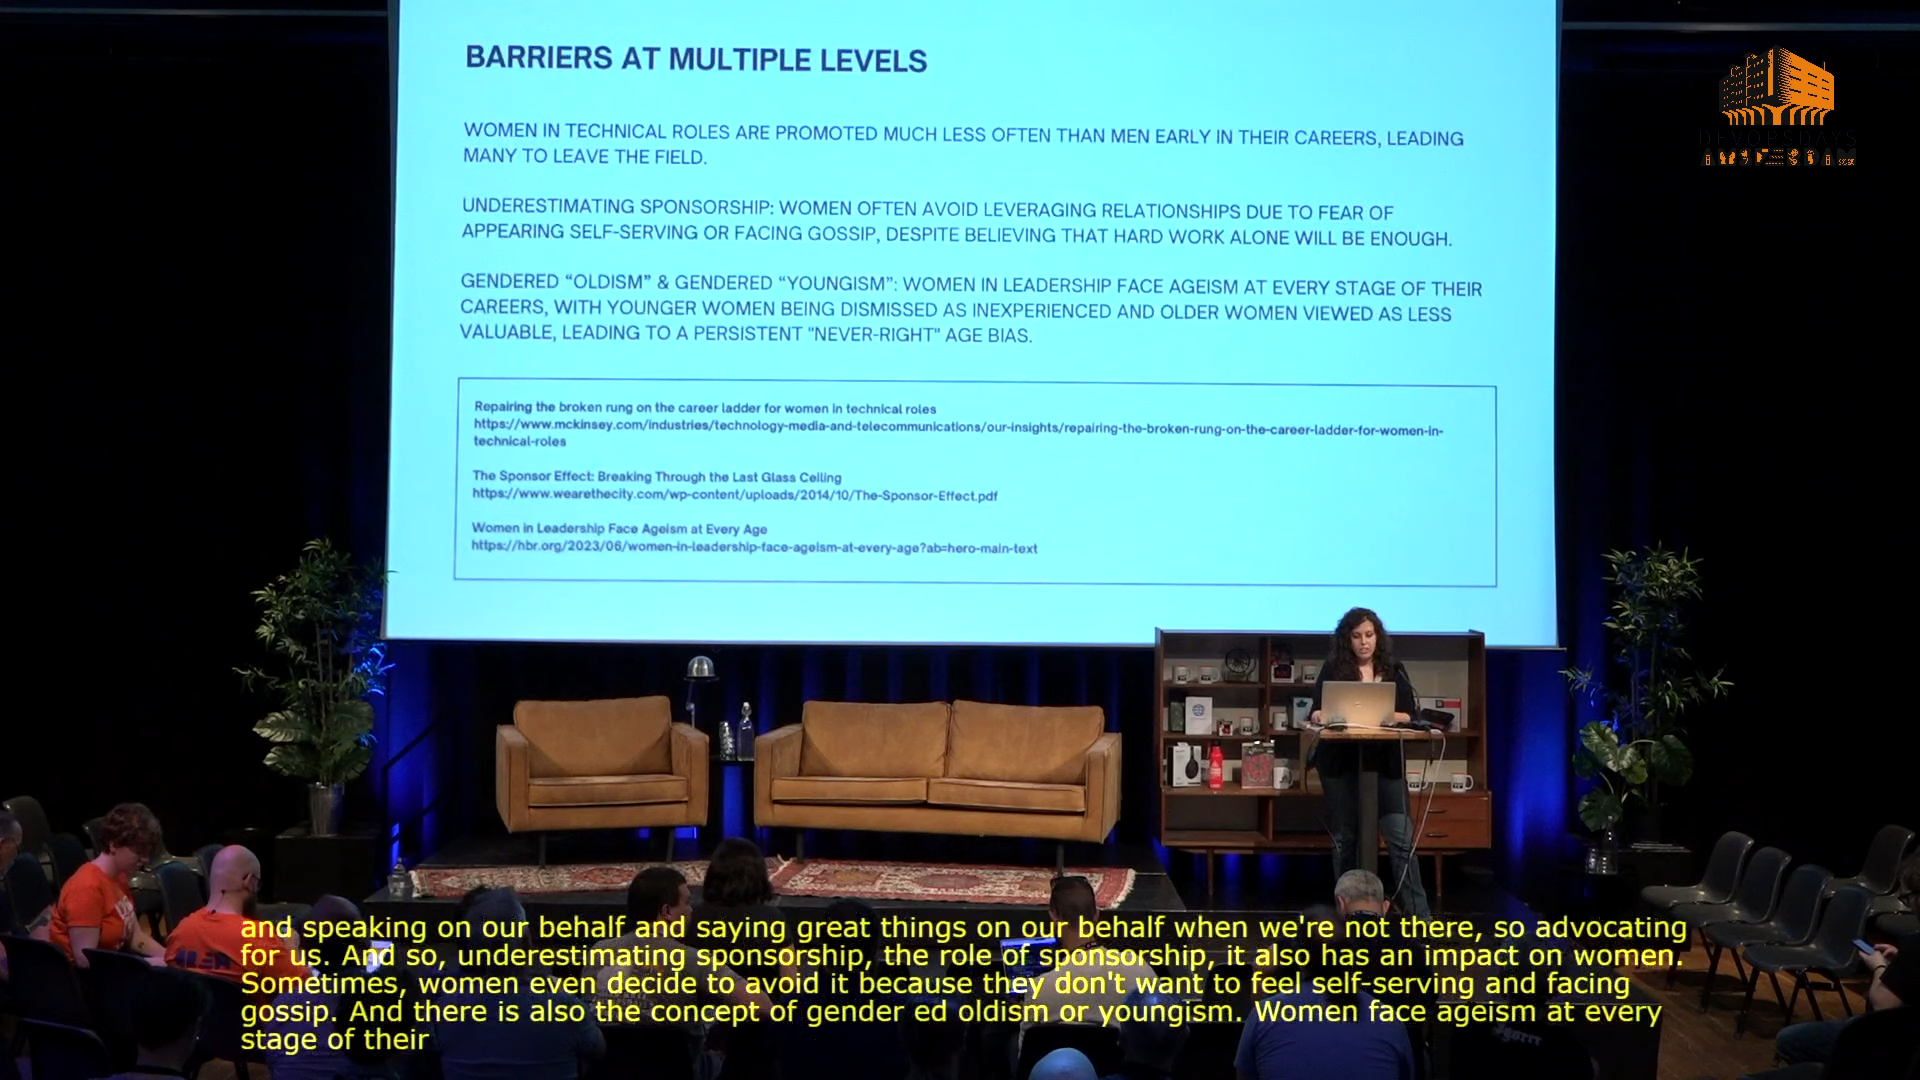 BARRIERS AT MULTIPLE LEVELS
WOMEN IN TECHNICAL ROLES ARE PROMOTED MUCH LESS OFTEN THAN MEN EARLY IN THEIR CAREERS, LEADING
MANY TO LEAVE THE FIELD.
UNDERESTIMATING SPONSORSHIP: WOMEN OFTEN AVOID LEVERAGING RELATIONSHIPS DUE TO FEAR OF
APPEARING SELF-SERVING OR FACING GOSSIP, DESPITE BELIEVING THAT HARD WORK ALONE WILL BE ENOUGH.
GENDERED “OLDISM” & GENDERED “YOUNGISM”: WOMEN IN LEADERSHIP FACE AGEISM AT EVERY STAGE OF THEIR
CAREERS, WITH YOUNGER WOMEN BEING DISMISSED AS INEXPERIENCED AND OLDER WOMEN VIEWED AS LESS
VALUABLE, LEADING TO A PERSISTENT "NEVER-RIGHT" AGE BIAS.
Repairing the broken rung on the career ladder for women in technical roles
https://www.mckinsey.com/industries/technology-media-and-telecommunications/our-insights/repairing-the-broken-rung-on-the-career-ladder-for-women-in-
technical-roles
The Sponsor Effect: Breaking Through the Last Glass Ceiling
https://www.wearethecity.com/wp-content/uploads/2014/10/The-Sponsor-Effect.pdf
Women in Leadership Face Ageism at Every Age
https://hbr.org/2023/06/women-in-leadership-face-ageism-at-every-age?ab=hero-main-text
DEVOPSDAYS
AMSTERDAM
and speaking on our behalf and saying great things on our behalf when we're not there, so advocating
for us. And so, underestimating sponsorship, the role of sponsorship, it also has an impact on women.
Sometimes, women even decide to avoid it because they don't want to feel self-serving and facing
gossip. And there is also the concept of gender ed oldism or youngism. Women face ageism at every
stage of their